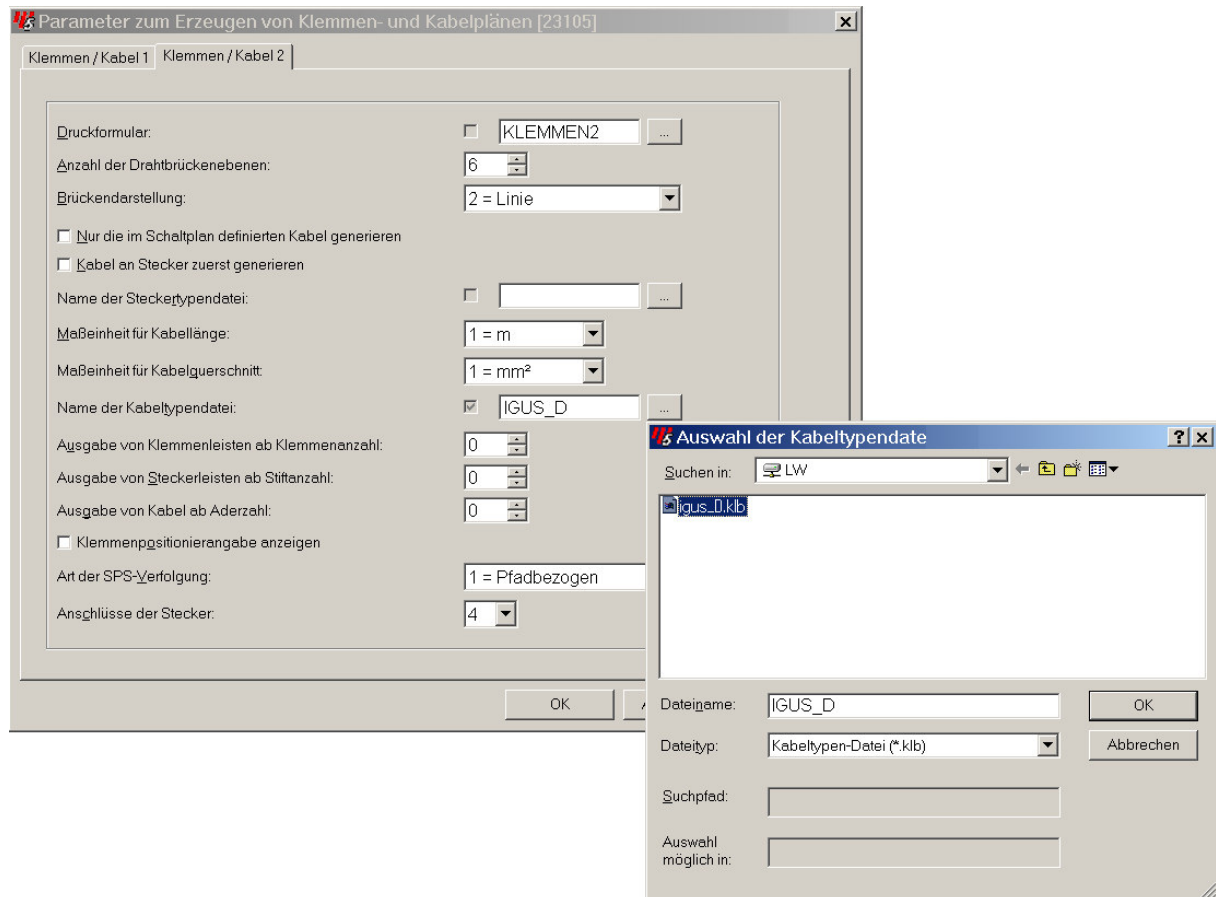 Parameter zum Erzeugen von Klemmen- und Kabelplänen [23105]
Klemmen / Kabel 1 Klemmen / Kabel 2
Druckformular: KLEMMEN2 ...
Anzahl der Drahtbrückenebenen: 6
Brückendarstellung: 2 = Linie
Nur die im Schaltplan definierten Kabel generieren
Kabel an Stecker zuerst generieren
Name der Steckertypendatei: ...
Maßeinheit für Kabellänge: 1 = m
Maßeinheit für Kabelquerschnitt: 1 = mm²
Name der Kabeltypendatei: IGUS_D ...
Ausgabe von Klemmenleisten ab Klemmenanzahl: 0
Ausgabe von Steckerleisten ab Stiftanzahl: 0
Ausgabe von Kabel ab Aderzahl: 0
Klemmenpositionierangabe anzeigen
Art der SPS-Verfolgung: 1 = Pfadbezogen
Anschlüsse der Stecker: 4
OK
Auswahl der Kabeltypendate
Suchen in: LW
igus_D.klb
Dateiname: IGUS_D OK
Dateityp: Kabeltypen-Datei (*.klb) Abbrechen
Suchpfad:
Auswahl
möglich in: